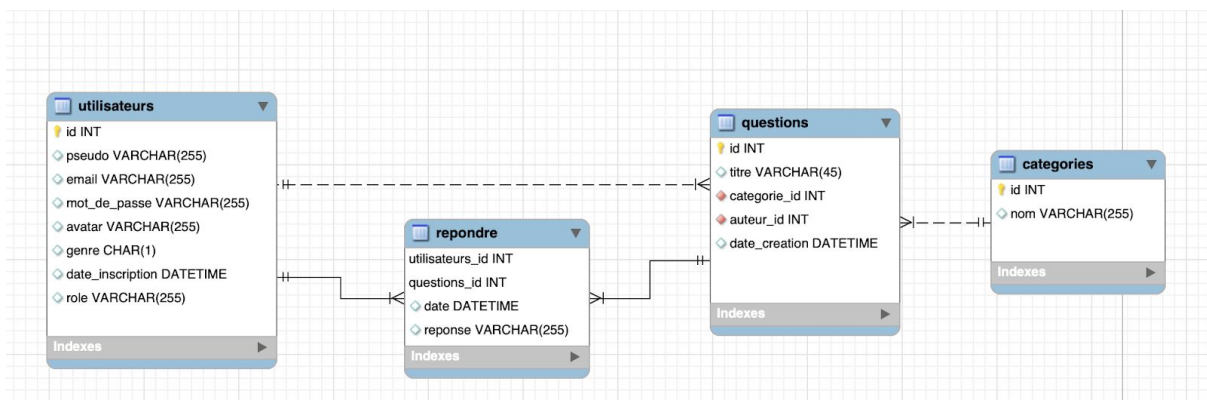 utilisateurs
id INT
pseudo VARCHAR(255)
email VARCHAR(255)
mot_de_passe VARCHAR(255)
avatar VARCHAR(255)
genre CHAR(1)
date_inscription DATETIME
role VARCHAR(255)
Indexes
repondre
utilisateurs_id INT
questions_id INT
date DATETIME
reponse VARCHAR(255)
Indexes
questions
id INT
titre VARCHAR(45)
categorie_id INT
auteur_id INT
date_creation DATETIME
Indexes
categories
id INT
nom VARCHAR(255)
Indexes